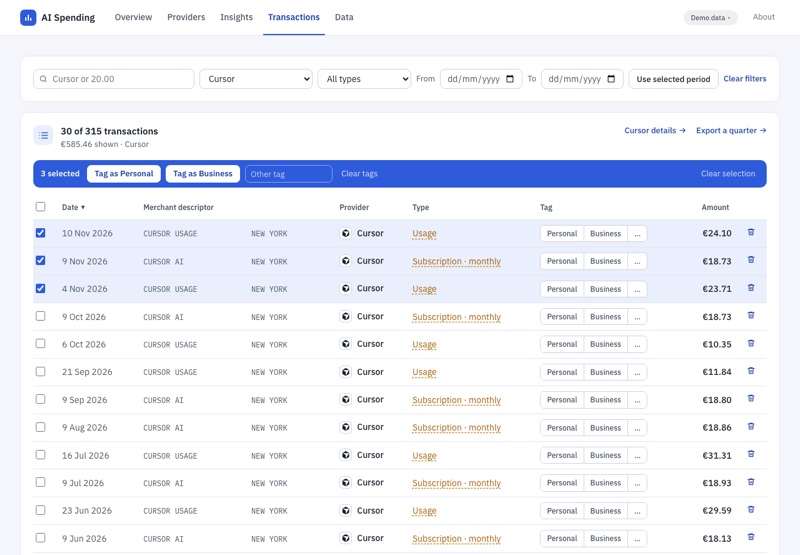 AI Spending Overview Providers Insights Transactions Data Demo data About
Cursor or 20.00 Cursor All types From dd/mm/yyyy To dd/mm/yyyy Use selected period Clear filters
30 of 315 transactions Cursor details → Export a quarter →
€585.46 shown · Cursor
3 selected Tag as Personal Tag as Business Other tag Clear tags Clear selection
Date ▼ Merchant descriptor Provider Type Tag Amount
10 Nov 2026 CURSOR USAGE NEW YORK Cursor Usage Personal Business ... €24.10
9 Nov 2026 CURSOR AI NEW YORK Cursor Subscription · monthly Personal Business ... €18.73
4 Nov 2026 CURSOR USAGE NEW YORK Cursor Usage Personal Business ... €23.71
9 Oct 2026 CURSOR AI NEW YORK Cursor Subscription · monthly Personal Business ... €18.73
6 Oct 2026 CURSOR USAGE NEW YORK Cursor Usage Personal Business ... €10.35
21 Sep 2026 CURSOR USAGE NEW YORK Cursor Usage Personal Business ... €11.84
9 Sep 2026 CURSOR AI NEW YORK Cursor Subscription · monthly Personal Business ... €18.80
9 Aug 2026 CURSOR AI NEW YORK Cursor Subscription · monthly Personal Business ... €18.86
16 Jul 2026 CURSOR USAGE NEW YORK Cursor Usage Personal Business ... €31.31
9 Jul 2026 CURSOR AI NEW YORK Cursor Subscription · monthly Personal Business ... €18.93
23 Jun 2026 CURSOR USAGE NEW YORK Cursor Usage Personal Business ... €29.59
9 Jun 2026 CURSOR AI NEW YORK Cursor Subscription · monthly Personal Business ... €18.13